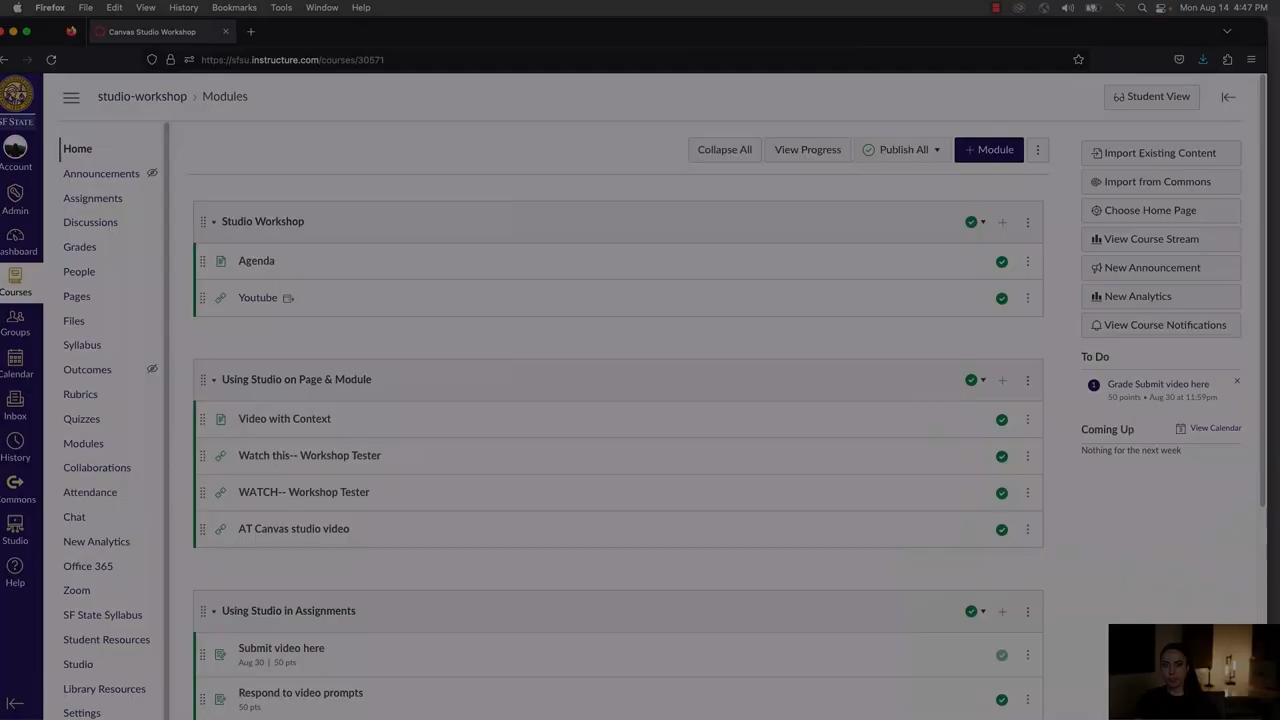 Firefox File Edit View History Bookmarks Tools Window Help Mon Aug 14 4:47 PM
Canvas Studio Workshop
https://sfsu.instructure.com/courses/30571
SF STATE
Account
Admin
ashboard
Courses
Groups
Calendar
Inbox
History
Commons
Studio
Help
studio-workshop › Modules
Student View
Home
Announcements
Assignments
Discussions
Grades
People
Pages
Files
Syllabus
Outcomes
Rubrics
Quizzes
Modules
Collaborations
Attendance
Chat
New Analytics
Office 365
Zoom
SF State Syllabus
Student Resources
Studio
Library Resources
Settings
Collapse All View Progress Publish All + Module
Studio Workshop
Agenda
Youtube
Using Studio on Page & Module
Video with Context
Watch this-- Workshop Tester
WATCH-- Workshop Tester
AT Canvas studio video
Using Studio in Assignments
Submit video here
Aug 30 | 50 pts
Respond to video prompts
50 pts
Import Existing Content
Import from Commons
Choose Home Page
View Course Stream
New Announcement
New Analytics
View Course Notifications
To Do
1 Grade Submit video here
50 points • Aug 30 at 11:59pm
Coming Up View Calendar
Nothing for the next week